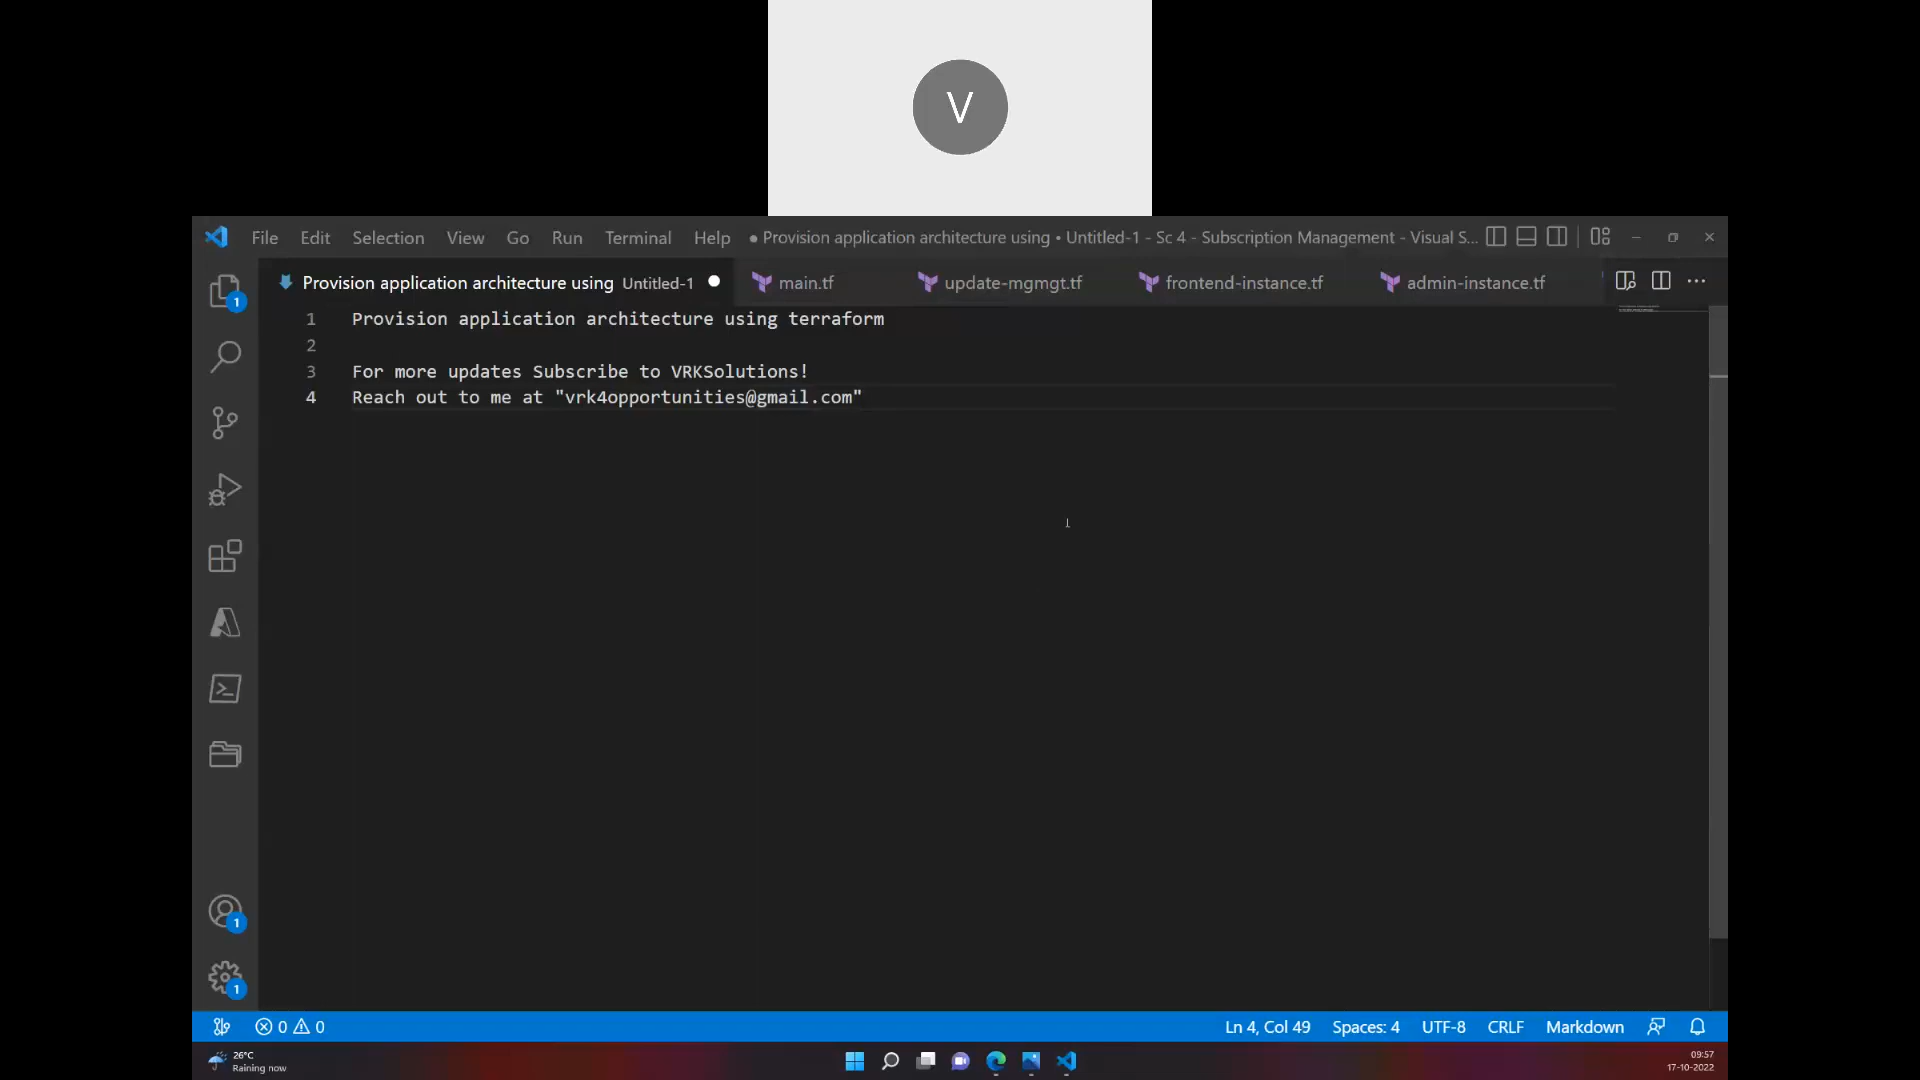 V
File Edit Selection View Go Run Terminal Help ● Provision application architecture using • Untitled-1 - Sc 4 - Subscription Management - Visual S...
Provision application architecture using Untitled-1 main.tf update-mgmgt.tf frontend-instance.tf admin-instance.tf
1 Provision application architecture using terraform
2
3 For more updates Subscribe to VRKSolutions!
4 Reach out to me at "vrk4opportunities@gmail.com"
1
1
1
0 0 Ln 4, Col 49 Spaces: 4 UTF-8 CRLF Markdown
26°C
Raining now
09:57
17-10-2022